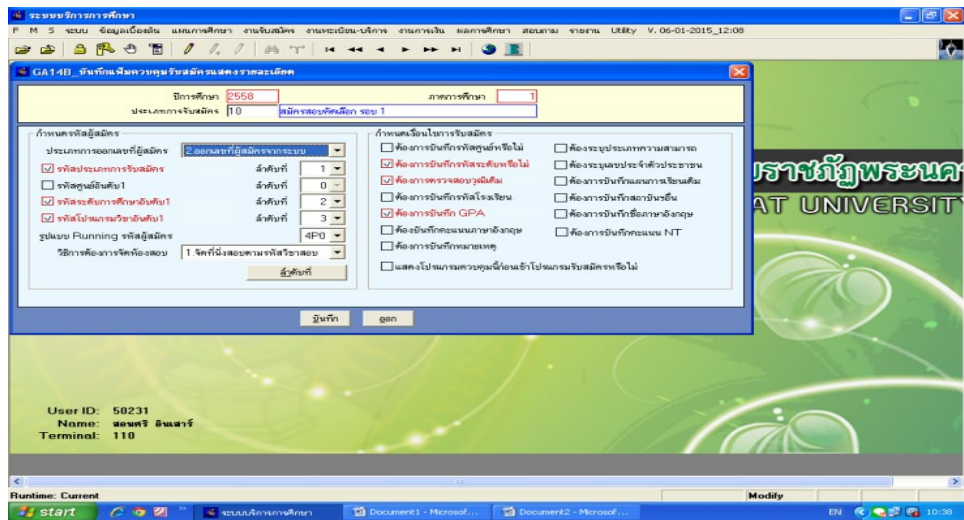 ระบบบริการการศึกษา
F M S ระบบ ข้อมูลเบื้องต้น แผนการศึกษา งานรับสมัคร งานทะเบียน-บริการ งานการเงิน ผลการศึกษา สอบถาม รายงาน Utility V. 06-01-2015_12:08
GA14B_บันทึกแฟ้มควบคุมรับสมัครแสดงรายละเอียด
ปีการศึกษา 2558 ภาคการศึกษา 1
ประเภทการรับสมัคร 10 สมัครสอบคัดเลือก รอบ 1
กำหนดรหัสผู้สมัคร
ประเภทการออกเลขที่ผู้สมัคร 2.ออกเลขที่ผู้สมัครจากระบบ
รหัสประเภทการรับสมัคร ลำดับที่ 1
รหัสศูนย์อันดับ1 ลำดับที่ 0
รหัสระดับการศึกษาอันดับ1 ลำดับที่ 2
รหัสโปรแกรมวิชาอันดับ1 ลำดับที่ 3
รูปแบบ Running รหัสผู้สมัคร 4P0
วิธีการห้องการจัดห้องสอบ 1.จัดที่นั่งสอบตามรหัสวิชาสอบ
ลำดับที่
กำหนดเงื่อนไขการรับสมัคร
ต้องการบันทึกรหัสศูนย์หรือไม่ ต้องระบุประเภทความสามารถ
ต้องการบันทึกรหัสระดับหรือไม่ ต้องระบุเลขประจำตัวประชาชน
ต้องการตรวจสอบวุฒิเดิม ต้องการบันทึกแผนการเรียนเดิม
ต้องการบันทึกรหัสโรงเรียน ต้องการบันทึกสถาบันอื่น
ต้องการบันทึก GPA ต้องการบันทึกชื่อภาษาอังกฤษ
ต้องบันทึกคะแนนภาษาอังกฤษ ต้องการบันทึกคะแนน NT
ต้องการบันทึกหมายเหตุ
แสดงโปรแกรมควบคุมนี้ก่อนเข้าโปรแกรมรับสมัครหรือไม่
บันทึก ออก
ยราชภัฏพระนค
AT UNIVERSIT
User ID: 50231
Name: สอนศรี อินเสาร์
Terminal: 110
Runtime: Current Modify
start ระบบบริการการศึกษา Document1 - Microsof... Document2 - Microsof... EN 10:38